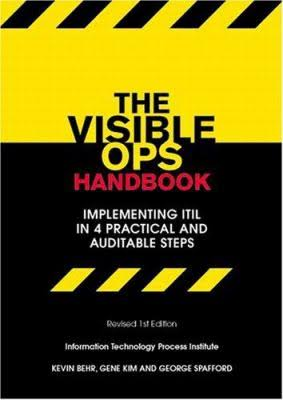 THE
VISIBLE
OPS
HANDBOOK
IMPLEMENTING ITIL
IN 4 PRACTICAL AND
AUDITABLE STEPS
Revised 1st Edition
Information Technology Process Institute
KEVIN BEHR, GENE KIM AND GEORGE SPAFFORD